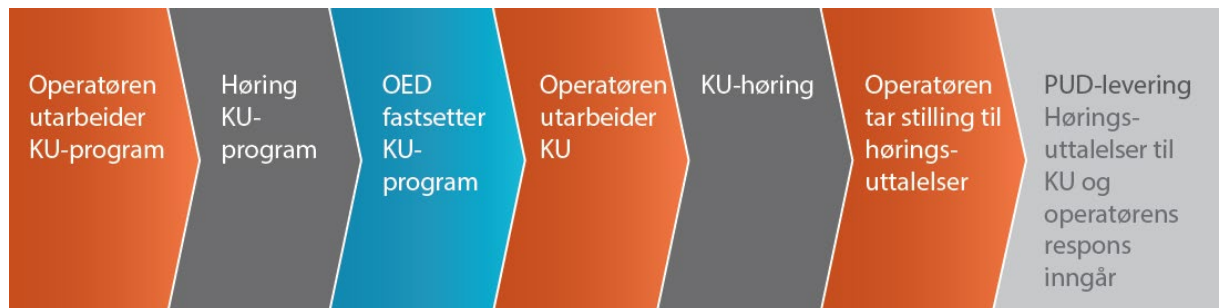 Operatøren
utarbeider
KU-program
Høring
KU-
program
OED
fastsetter
KU-
program
Operatøren
utarbeider
KU
KU-høring
Operatøren
tar stilling til
hørings-
uttalelser
PUD-levering
Hørings-
uttalelser til
KU og
operatørens
respons
inngår